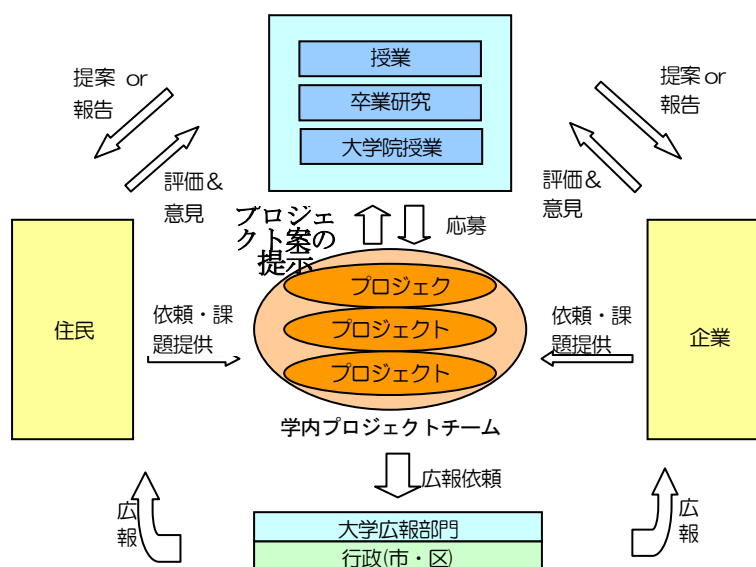 授業
卒業研究
大学院授業
提案 or
報告
提案 or
報告
評価&
意見
評価&
意見
プロジェ
クト案の
提示
応募
プロジェク
プロジェクト
プロジェクト
住民
依頼・課
題提供
依頼・課
題提供
企業
学内プロジェクトチーム
広報依頼
広
報
広
報
大学広報部門
行政(市・区)